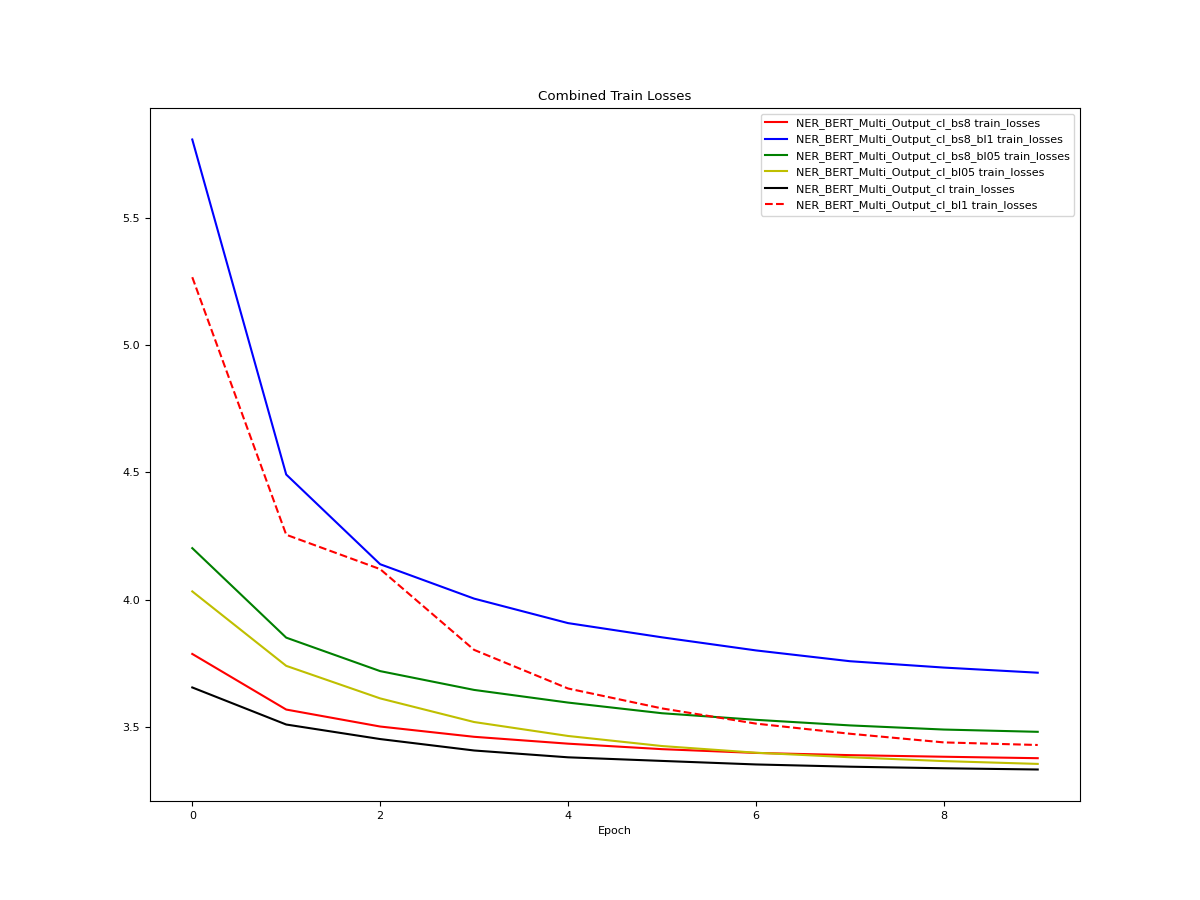 Combined Train Losses
NER_BERT_Multi_Output_cl_bs8 train_losses
NER_BERT_Multi_Output_cl_bs8_bl1 train_losses
NER_BERT_Multi_Output_cl_bs8_bl05 train_losses
NER_BERT_Multi_Output_cl_bl05 train_losses
NER_BERT_Multi_Output_cl train_losses
NER_BERT_Multi_Output_cl_bl1 train_losses
5.5
5.0
4.5
4.0
3.5
0 2 4 6 8
Epoch